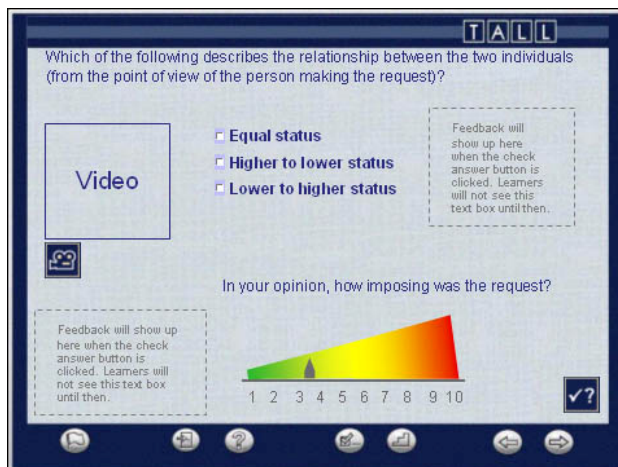 TALL
Which of the following describes the relationship between the two individuals
(from the point of view of the person making the request)?
Video
Equal status
Higher to lower status
Lower to higher status
Feedback will
show up here
when the check
answer button is
clicked. Learners
will not see this
text box until then.
In your opinion, how imposing was the request?
Feedback will show up
here when the check
answer button is
clicked. Learners will
not see this text box
until then.
1 2 3 4 5 6 7 8 9 10
✓?
?